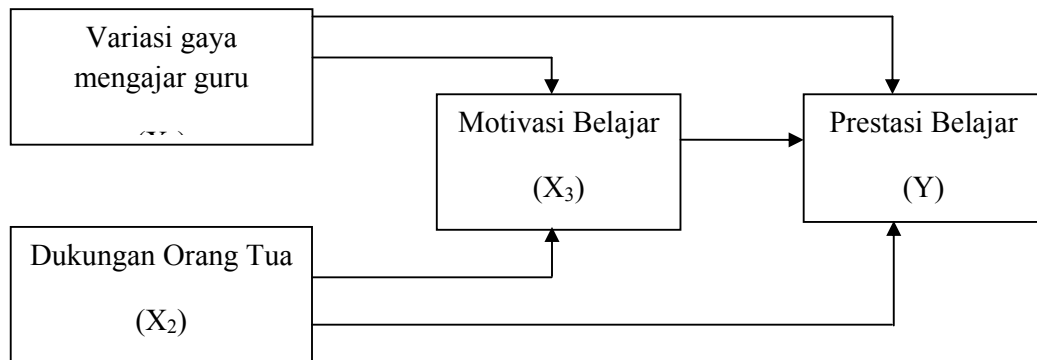 Variasi gaya
mengajar guru
Motivasi Belajar
(X₃)
Prestasi Belajar
(Y)
Dukungan Orang Tua
(X₂)